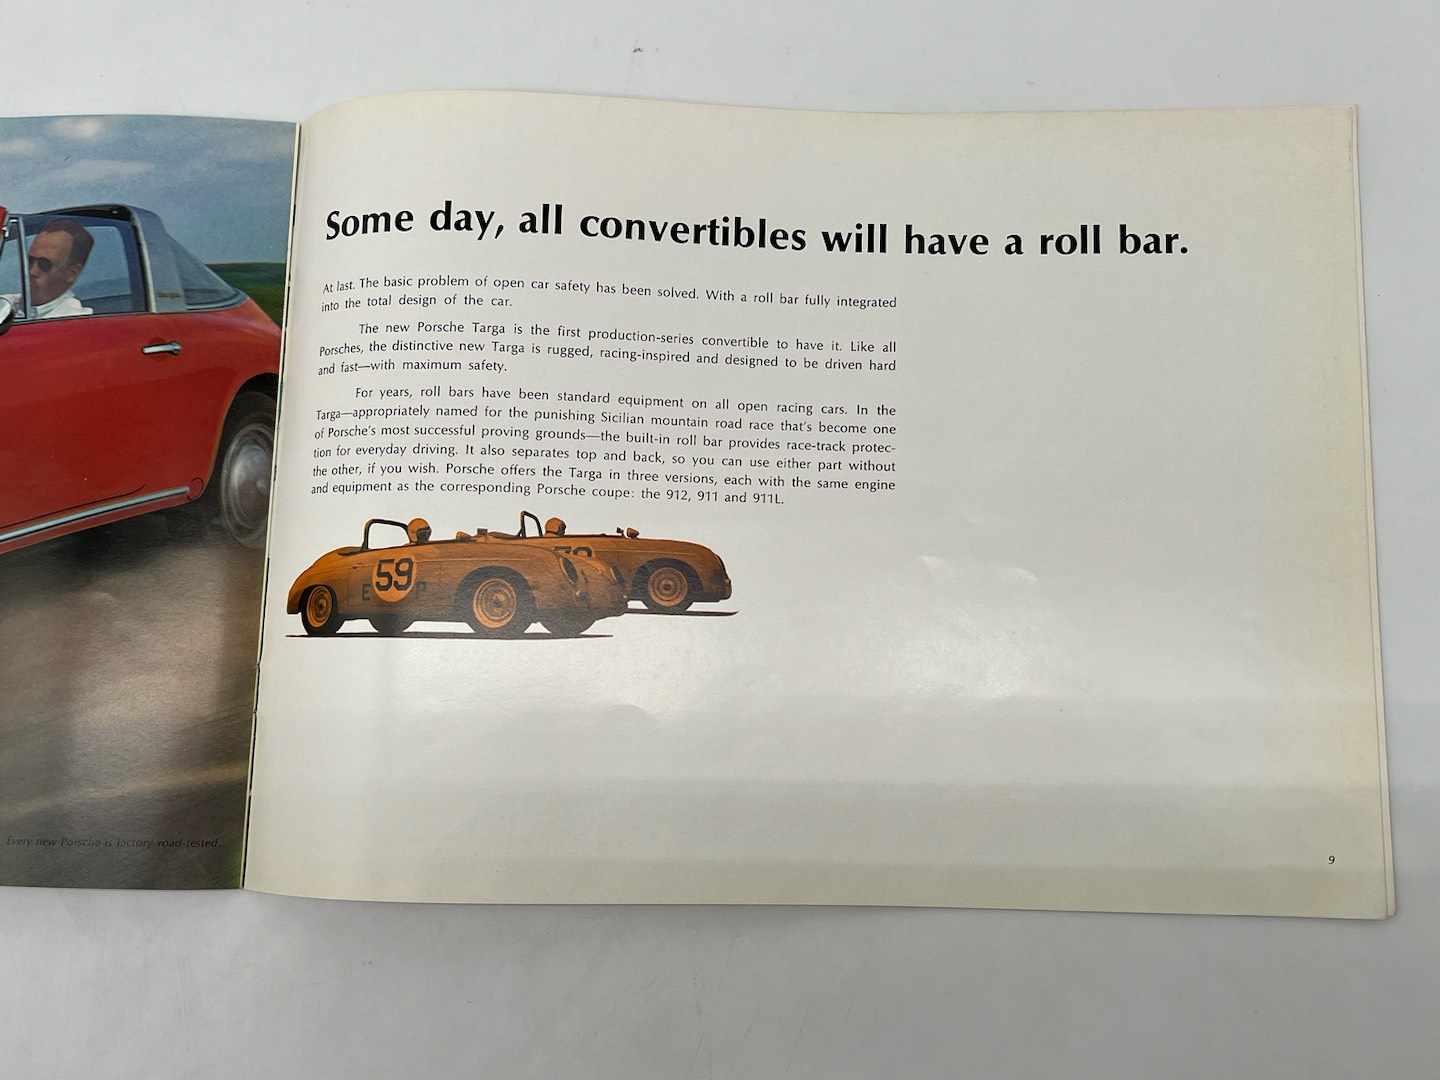 Some day, all convertibles will have a roll bar.
At last. The basic problem of open car safety has been solved. With a roll bar fully integrated
into the total design of the car.
The new Porsche Targa is the first production-series convertible to have it. Like all
Porsches, the distinctive new Targa is rugged, racing-inspired and designed to be driven hard
and fast—with maximum safety.
For years, roll bars have been standard equipment on all open racing cars. In the
Targa—appropriately named for the punishing Sicilian mountain road race that's become one
of Porsche's most successful proving grounds—the built-in roll bar provides race-track protec-
tion for everyday driving. It also separates top and back, so you can use either part without
the other, if you wish. Porsche offers the Targa in three versions, each with the same engine
and equipment as the corresponding Porsche coupe: the 912, 911 and 911L.
59
E
Every new Porsche is factory road-tested...
9